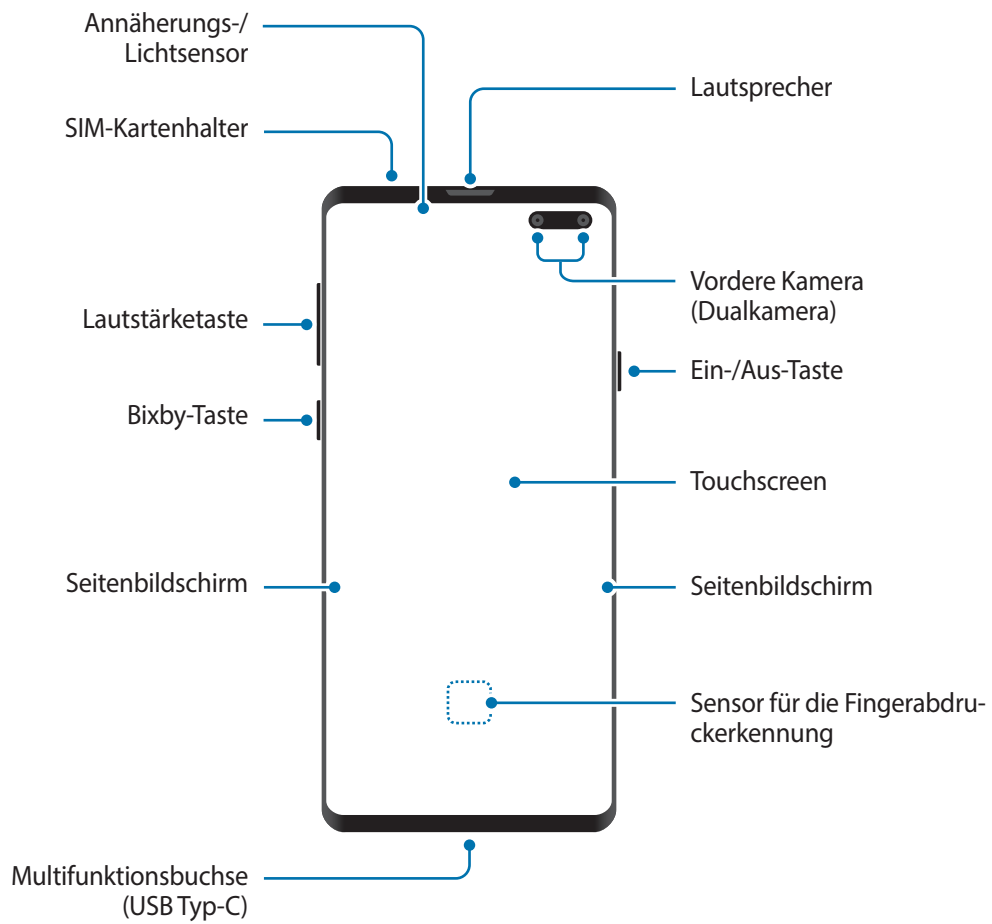 Annäherungs-/
Lichtsensor
Lautsprecher
SIM-Kartenhalter
Vordere Kamera
(Dualkamera)
Lautstärketaste
Ein-/Aus-Taste
Bixby-Taste
Touchscreen
Seitenbildschirm
Seitenbildschirm
Sensor für die Fingerabdru-
ckerkennung
Multifunktionsbuchse
(USB Typ-C)